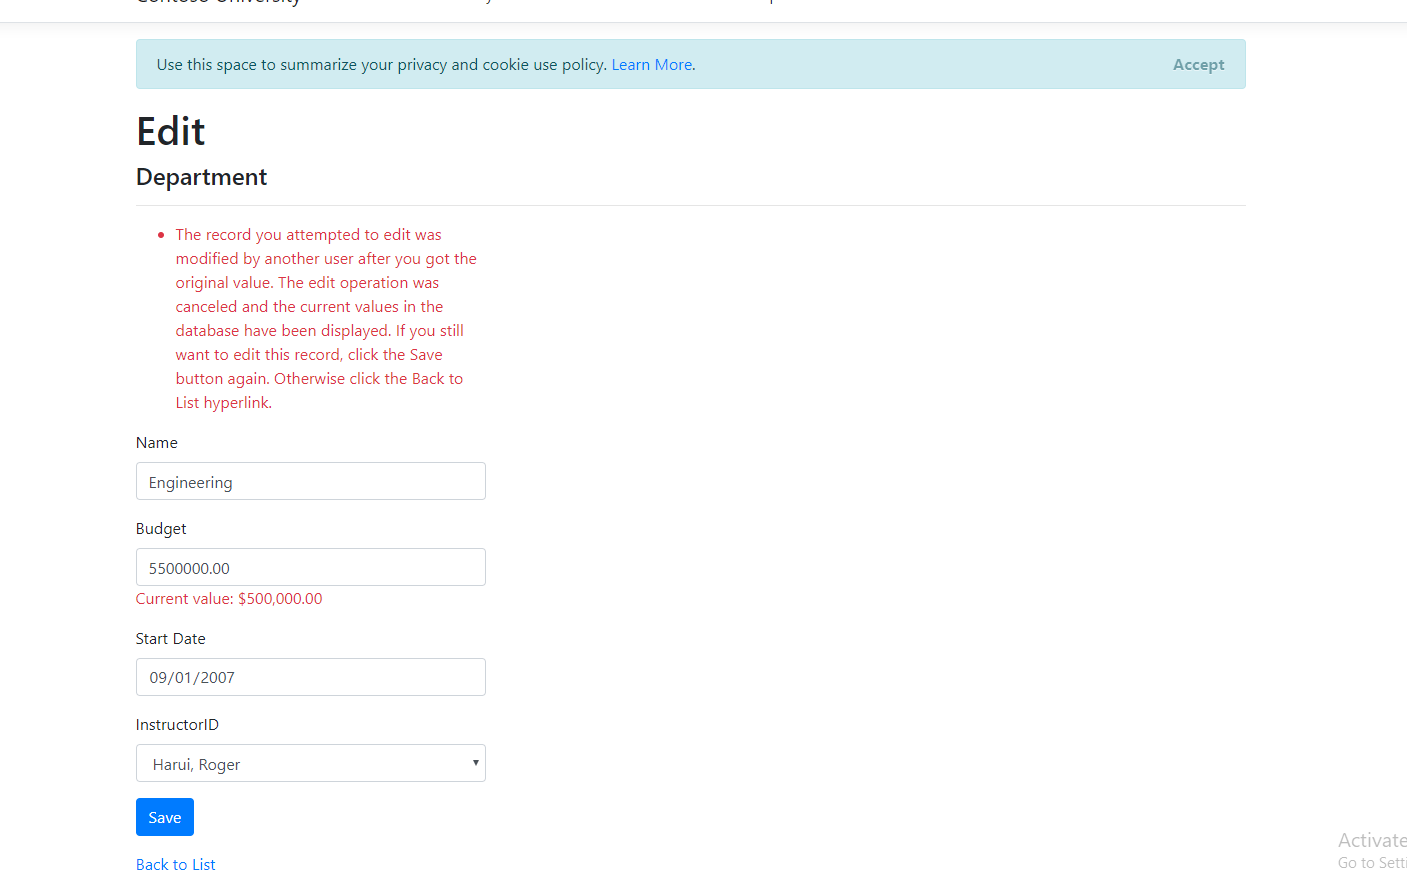 Use this space to summarize your privacy and cookie use policy. Learn More.
Accept
Edit
Department
The record you attempted to edit was
modified by another user after you got the
original value. The edit operation was
canceled and the current values in the
database have been displayed. If you still
want to edit this record, click the Save
button again. Otherwise click the Back to
List hyperlink.
Name
Engineering
Budget
5500000.00
Current value: $500,000.00
Start Date
09/01/2007
InstructorID
Harui, Roger
Save
Back to List
Activate
Go to Setti